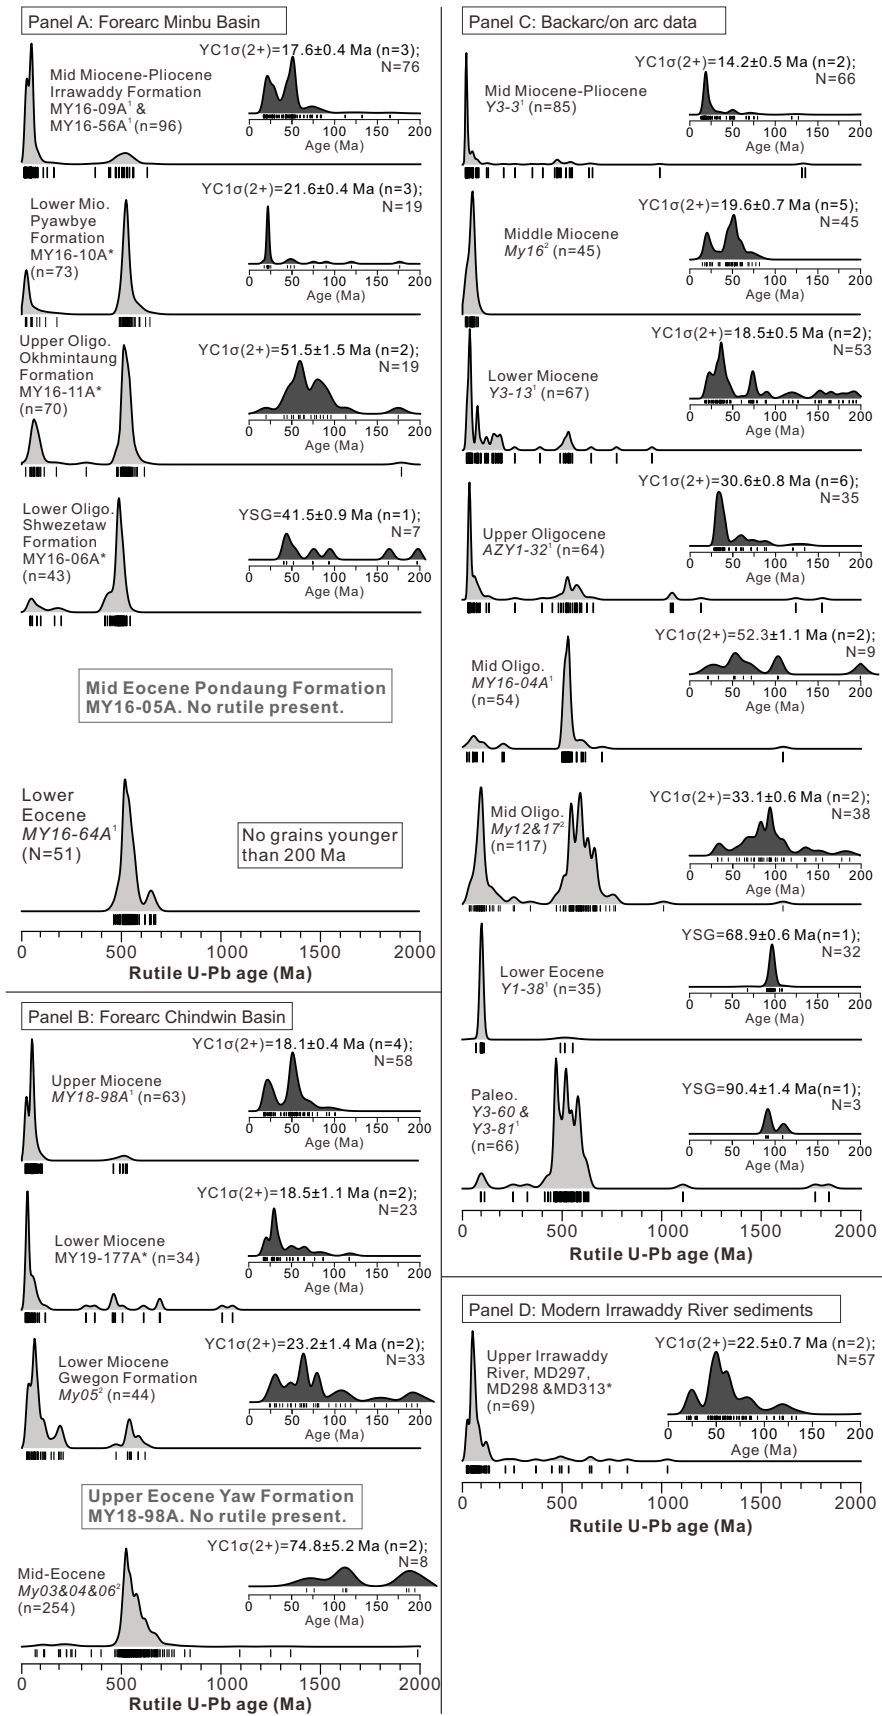 Panel A: Forearc Minbu Basin
YC1σ(2+)=17.6±0.4 Ma (n=3);
N=76
Mid Miocene-Pliocene
Irrawaddy Formation
MY16-09A¹ &
MY16-56A¹ (n=96)
0 50 100 150 200
Age (Ma)
YC1σ(2+)=21.6±0.4 Ma (n=3);
N=19
Lower Mio.
Pyawbye
Formation
MY16-10A*
(n=73)
0 50 100 150 200
Age (Ma)
Upper Oligo.
Okhmintaung
Formation
MY16-11A*
(n=70)
YC1σ(2+)=51.5±1.5 Ma (n=2);
N=19
0 50 100 150 200
Age (Ma)
Lower Oligo.
Shwezetaw
Formation
MY16-06A*
(n=43)
YSG=41.5±0.9 Ma (n=1);
N=7
0 50 100 150 200
Age (Ma)
Mid Eocene Pondaung Formation
MY16-05A. No rutile present.
Lower
Eocene
MY16-64A¹
(N=51)
No grains younger
than 200 Ma
0 500 1000 1500 2000
Rutile U-Pb age (Ma)
Panel B: Forearc Chindwin Basin
YC1σ(2+)=18.1±0.4 Ma (n=4);
N=58
Upper Miocene
MY18-98A¹ (n=63)
0 50 100 150 200
Age (Ma)
YC1σ(2+)=18.5±1.1 Ma (n=2);
N=23
Lower Miocene
MY19-177A* (n=34)
0 50 100 150 200
Age (Ma)
YC1σ(2+)=23.2±1.4 Ma (n=2);
N=33
Lower Miocene
Gwegon Formation
My05² (n=44)
0 50 100 150 200
Age (Ma)
Upper Eocene Yaw Formation
MY18-98A. No rutile present.
YC1σ(2+)=74.8±5.2 Ma (n=2);
N=8
Mid-Eocene
My03&04&06²
(n=254)
0 50 100 150 200
Age (Ma)
0 500 1000 1500 2000
Rutile U-Pb age (Ma)
Panel C: Backarc/on arc data
YC1σ(2+)=14.2±0.5 Ma (n=2);
N=66
Mid Miocene-Pliocene
Y3-3¹ (n=85)
0 50 100 150 200
Age (Ma)
YC1σ(2+)=19.6±0.7 Ma (n=5);
N=45
Middle Miocene
My16² (n=45)
0 50 100 150 200
Age (Ma)
YC1σ(2+)=18.5±0.5 Ma (n=2);
N=53
Lower Miocene
Y3-13¹ (n=67)
0 50 100 150 200
Age (Ma)
YC1σ(2+)=30.6±0.8 Ma (n=6);
N=35
Upper Oligocene
AZY1-32¹ (n=64)
0 50 100 150 200
Age (Ma)
YC1σ(2+)=52.3±1.1 Ma (n=2);
N=9
Mid Oligo.
MY16-04A¹
(n=54)
0 50 100 150 200
Age (Ma)
YC1σ(2+)=33.1±0.6 Ma (n=2);
N=38
Mid Oligo.
My12&17²
(n=117)
0 50 100 150 200
Age (Ma)
YSG=68.9±0.6 Ma(n=1);
N=32
Lower Eocene
Y1-38¹ (n=35)
0 50 100 150 200
Age (Ma)
Paleo.
Y3-60 &
Y3-81¹
(n=66)
YSG=90.4±1.4 Ma(n=1);
N=3
0 50 100 150 200
Age (Ma)
0 500 1000 1500 2000
Rutile U-Pb age (Ma)
Panel D: Modern Irrawaddy River sediments
YC1σ(2+)=22.5±0.7 Ma (n=2);
N=57
Upper Irrawaddy
River, MD297,
MD298 &MD313*
(n=69)
0 50 100 150 200
Age (Ma)
0 500 1000 1500 2000
Rutile U-Pb age (Ma)